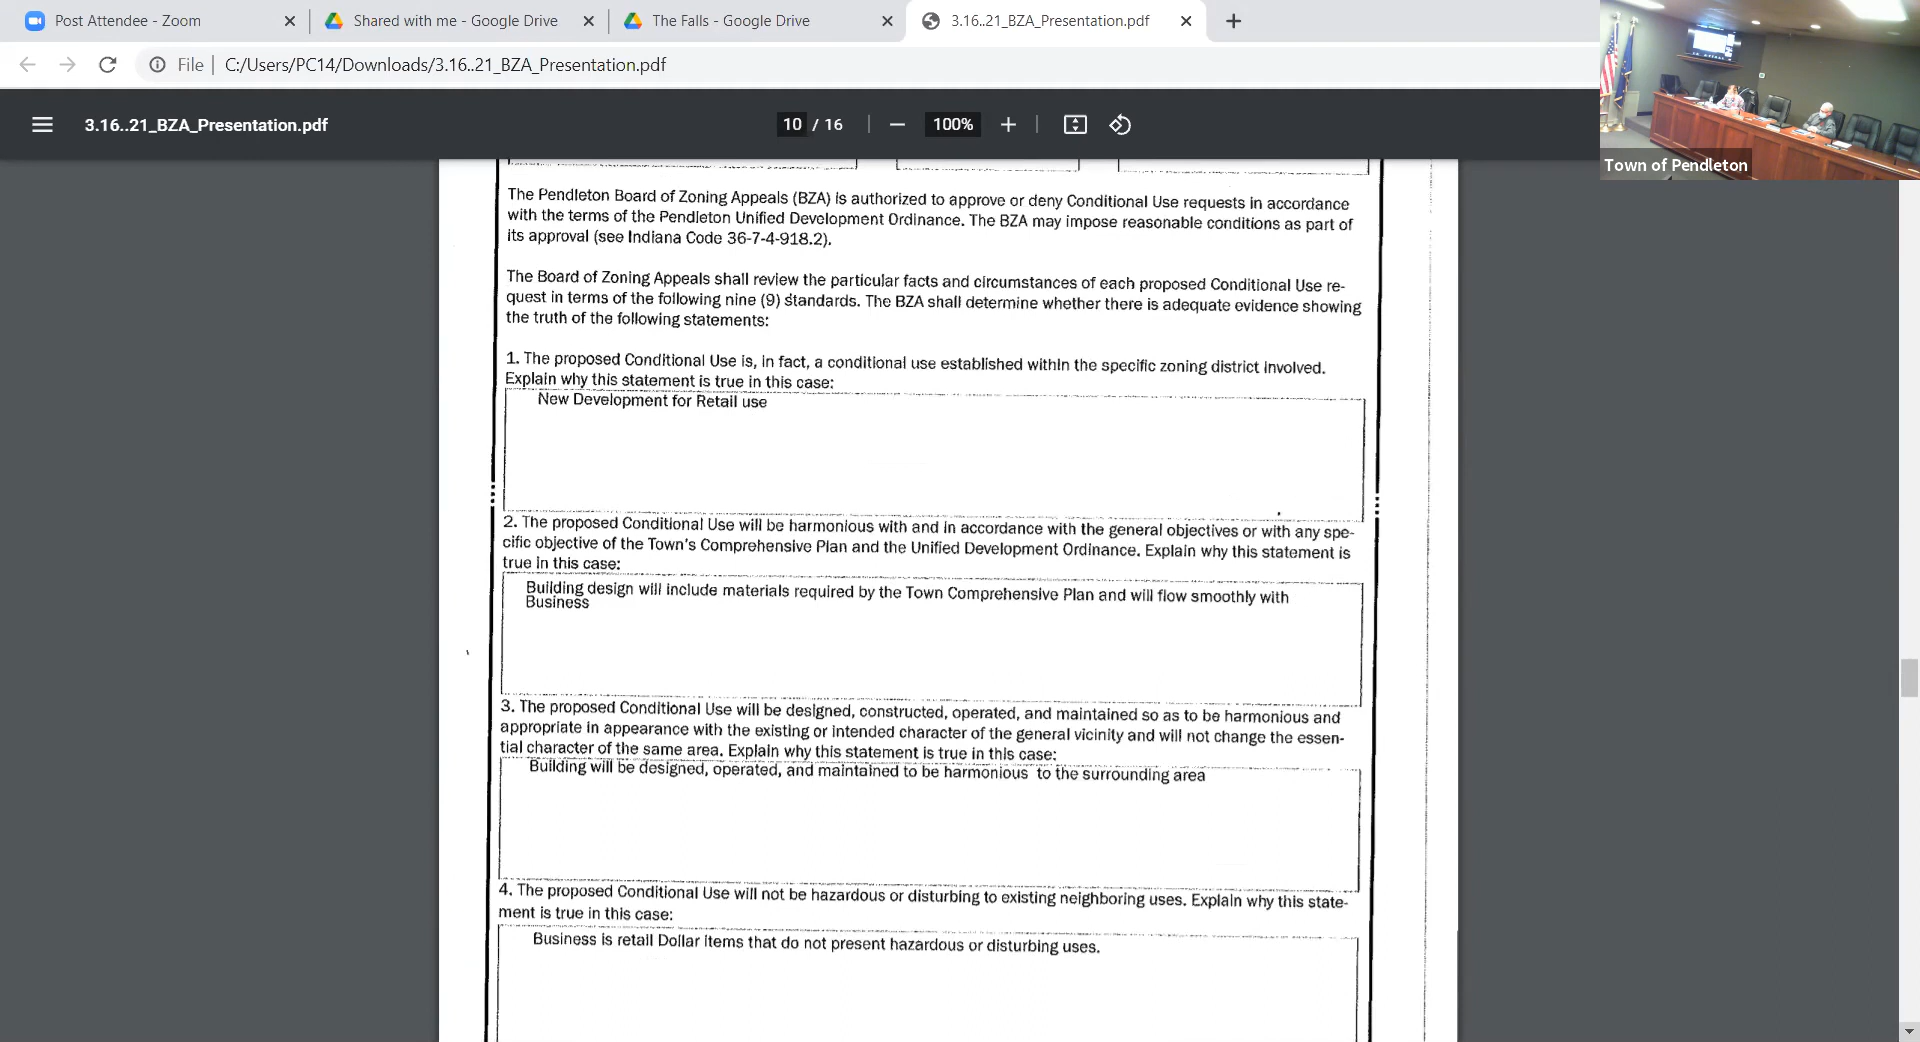 Post Attendee - Zoom
Shared with me - Google Drive
The Falls - Google Drive
3.16..21_BZA_Presentation.pdf
File
C:/Users/PC14/Downloads/3.16..21_BZA_Presentation.pdf
3.16..21_BZA_Presentation.pdf
10 / 16
100%
Town of Pendleton
The Pendleton Board of Zoning Appeals (BZA) is authorized to approve or deny Conditional Use requests in accordance
with the terms of the Pendleton Unified Development Ordinance. The BZA may impose reasonable conditions as part of
its approval (see Indiana Code 36-7-4-918.2).
The Board of Zoning Appeals shall review the particular facts and circumstances of each proposed Conditional Use re-
quest in terms of the following nine (9) standards. The BZA shall determine whether there is adequate evidence showing
the truth of the following statements:
1. The proposed Conditional Use is, in fact, a conditional use established within the specific zoning district involved.
Explain why this statement is true in this case:
New Development for Retail use
2. The proposed Conditional Use will be harmonious with and in accordance with the general objectives or with any spe-
cific objective of the Town's Comprehensive Plan and the Unified Development Ordinance. Explain why this statement is
true in this case:
Building design will include materials required by the Town Comprehensive Plan and will flow smoothly with
Business
3. The proposed Conditional Use will be designed, constructed, operated, and maintained so as to be harmonious and
appropriate in appearance with the existing or intended character of the general vicinity and will not change the essen-
tial character of the same area. Explain why this statement is true in this case:
Building will be designed, operated, and maintained to be harmonious to the surrounding area
4. The proposed Conditional Use will not be hazardous or disturbing to existing neighboring uses. Explain why this state-
ment is true in this case:
Business is retail Dollar items that do not present hazardous or disturbing uses.